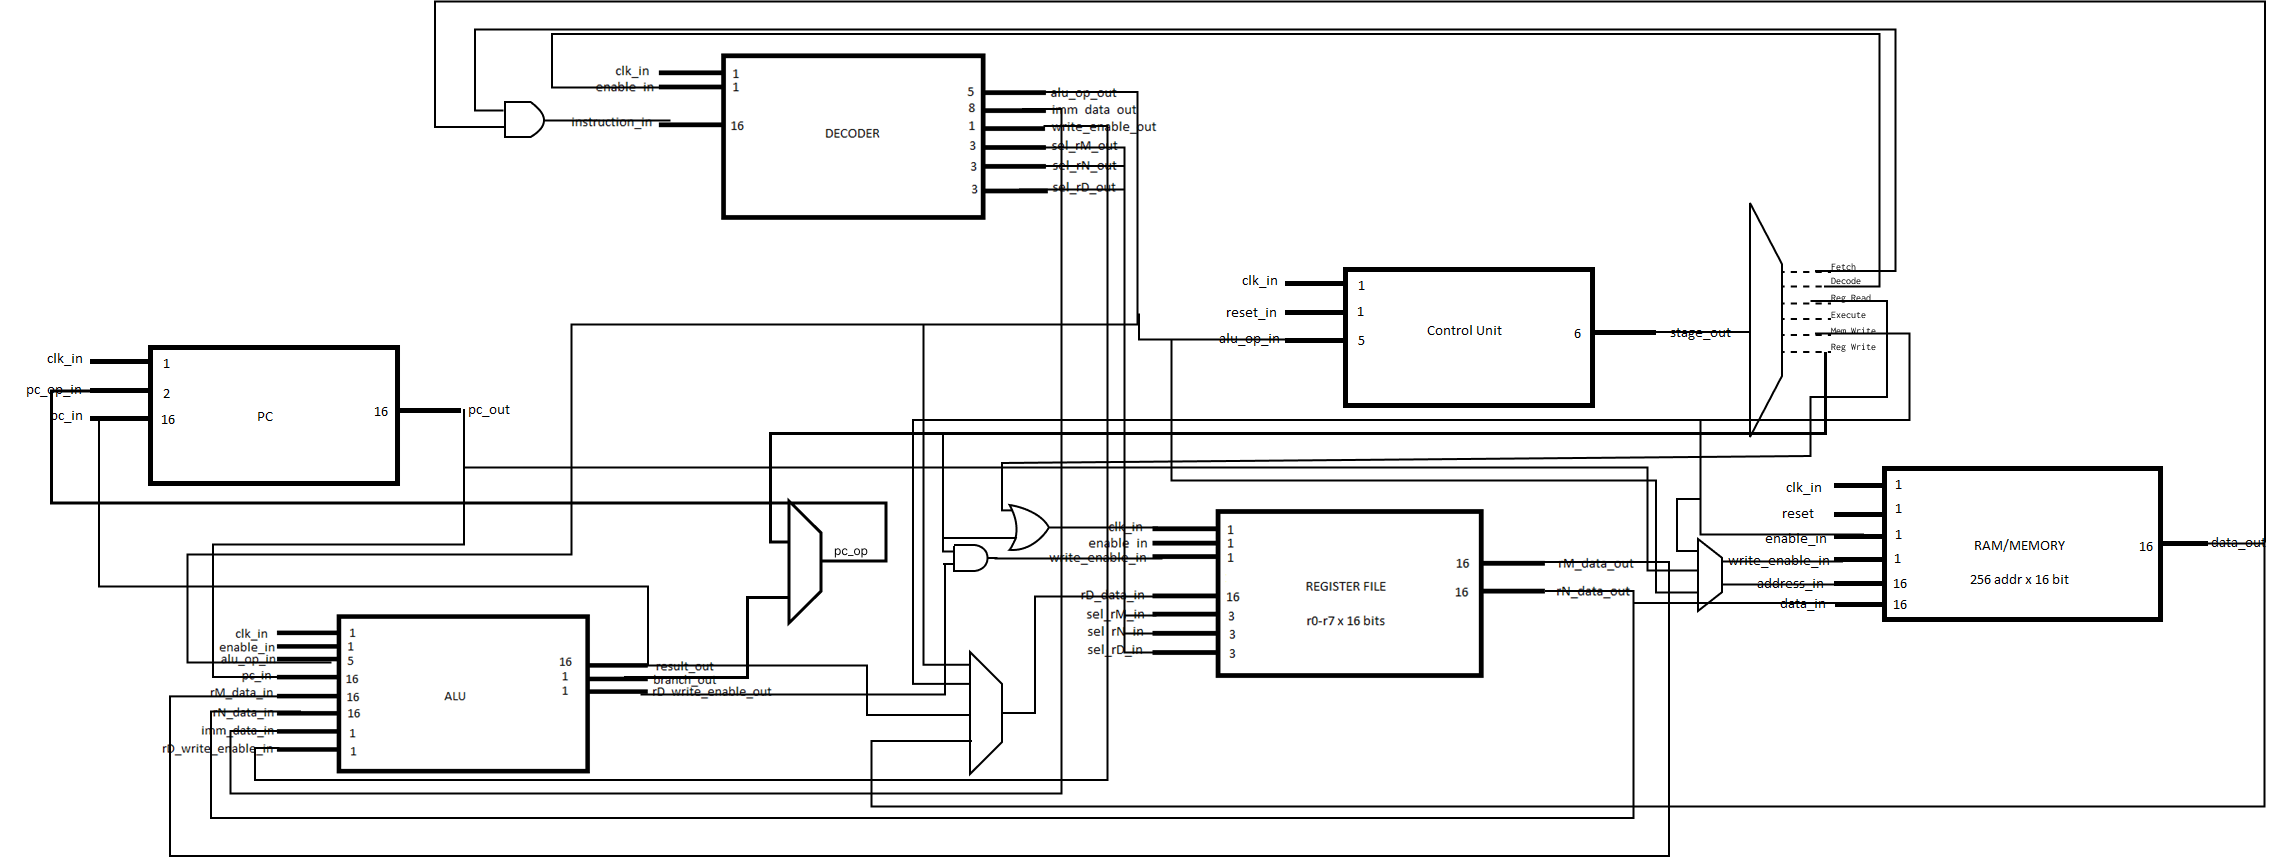 clk_in
enable_in
instruction_in
1
1
16
DECODER
5
8
1
3
3
3
alu_op_out
imm data out
write_enable_out
sel_rM_out
sel_rN_out
sel_rD_out
clk_in
reset_in
alu_op_in
1
1
5
Control Unit
6
stage_out
Fetch
Decode
Reg Read
Execute
Mem Write
Reg Write
clk_in
pc_op_in
pc_in
1
2
16
PC
16
pc_out
pc_op
clk_in
enable_in
write_enable_in
rD_data_in
sel_rM_in
sel_rN_in
sel_rD_in
1
1
1
16
3
3
3
REGISTER FILE
r0-r7 x 16 bits
16
16
rM_data_out
rN_data_out
clk_in
reset
enable_in
write_enable_in
address_in
data_in
1
1
1
1
16
16
RAM/MEMORY
256 addr x 16 bit
16
data_out
clk_in
enable_in
alu_op_in
pc_in
rM_data_in
rN_data_in
imm_data_in
rD_write_enable_in
1
1
5
16
16
16
1
1
ALU
16
1
1
result_out
branch_out
rD_write_enable_out